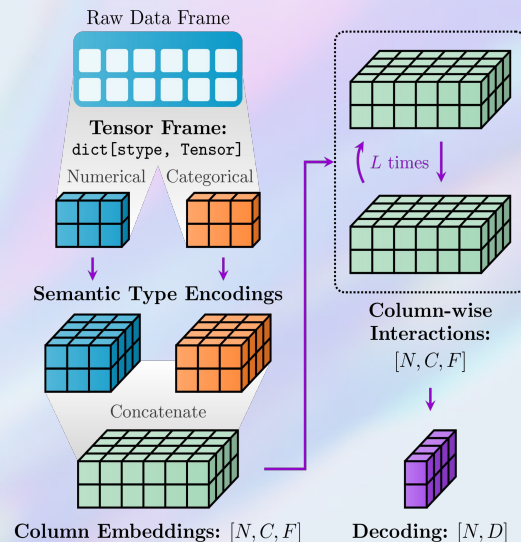 Raw Data Frame
Tensor Frame:
dict[stype, Tensor]
Numerical
Categorical
Semantic Type Encodings
Concatenate
Column Embeddings: [N, C, F]
L times
Column-wise
Interactions:
[N, C, F]
Decoding: [N, D]